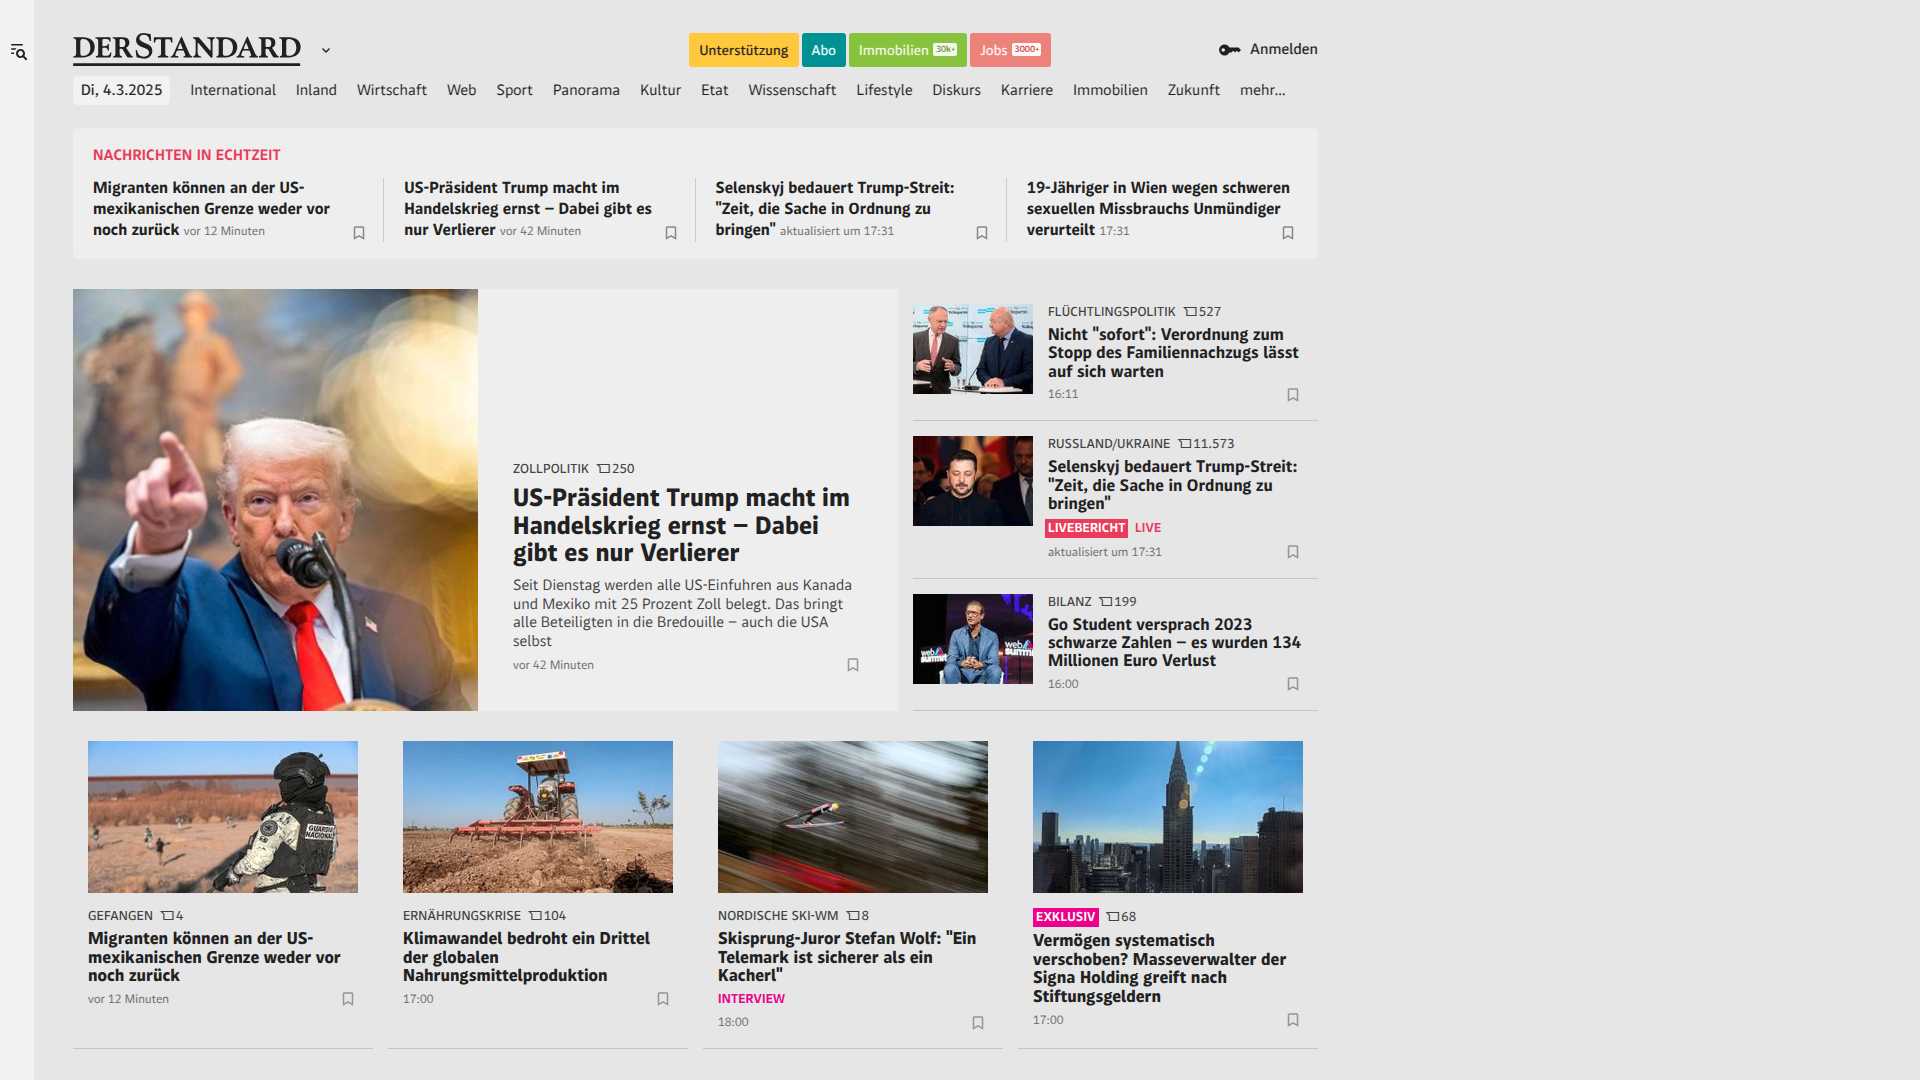 DERSTANDARD
Unterstützung
Abo
Immobilien 30k+
Jobs 3000+
Anmelden
Di, 4.3.2025
International
Inland
Wirtschaft
Web
Sport
Panorama
Kultur
Etat
Wissenschaft
Lifestyle
Diskurs
Karriere
Immobilien
Zukunft
mehr...
NACHRICHTEN IN ECHTZEIT
Migranten können an der US-
mexikanischen Grenze weder vor
noch zurück vor 12 Minuten
US-Präsident Trump macht im
Handelskrieg ernst – Dabei gibt es
nur Verlierer vor 42 Minuten
Selenskyj bedauert Trump-Streit:
"Zeit, die Sache in Ordnung zu
bringen" aktualisiert um 17:31
19-Jähriger in Wien wegen schweren
sexuellen Missbrauchs Unmündiger
verurteilt 17:31
ZOLLPOLITIK 250
US-Präsident Trump macht im
Handelskrieg ernst – Dabei
gibt es nur Verlierer
Seit Dienstag werden alle US-Einfuhren aus Kanada
und Mexiko mit 25 Prozent Zoll belegt. Das bringt
alle Beteiligten in die Bredouille – auch die USA
selbst
vor 42 Minuten
FLÜCHTLINGSPOLITIK 527
Nicht "sofort": Verordnung zum
Stopp des Familiennachzugs lässt
auf sich warten
16:11
RUSSLAND/UKRAINE 11.573
Selenskyj bedauert Trump-Streit:
"Zeit, die Sache in Ordnung zu
bringen"
LIVEBERICHT LIVE
aktualisiert um 17:31
web
summit
BILANZ 199
Go Student versprach 2023
schwarze Zahlen – es wurden 134
Millionen Euro Verlust
16:00
GUARDIA
NACIONAL
GEFANGEN 4
Migranten können an der US-
mexikanischen Grenze weder vor
noch zurück
vor 12 Minuten
ERNÄHRUNGSKRISE 104
Klimawandel bedroht ein Drittel
der globalen
Nahrungsmittelproduktion
17:00
NORDISCHE SKI-WM 8
Skisprung-Juror Stefan Wolf: "Ein
Telemark ist sicherer als ein
Kacherl"
INTERVIEW
18:00
EXKLUSIV 68
Vermögen systematisch
verschoben? Masseverwalter der
Signa Holding greift nach
Stiftungsgeldern
17:00